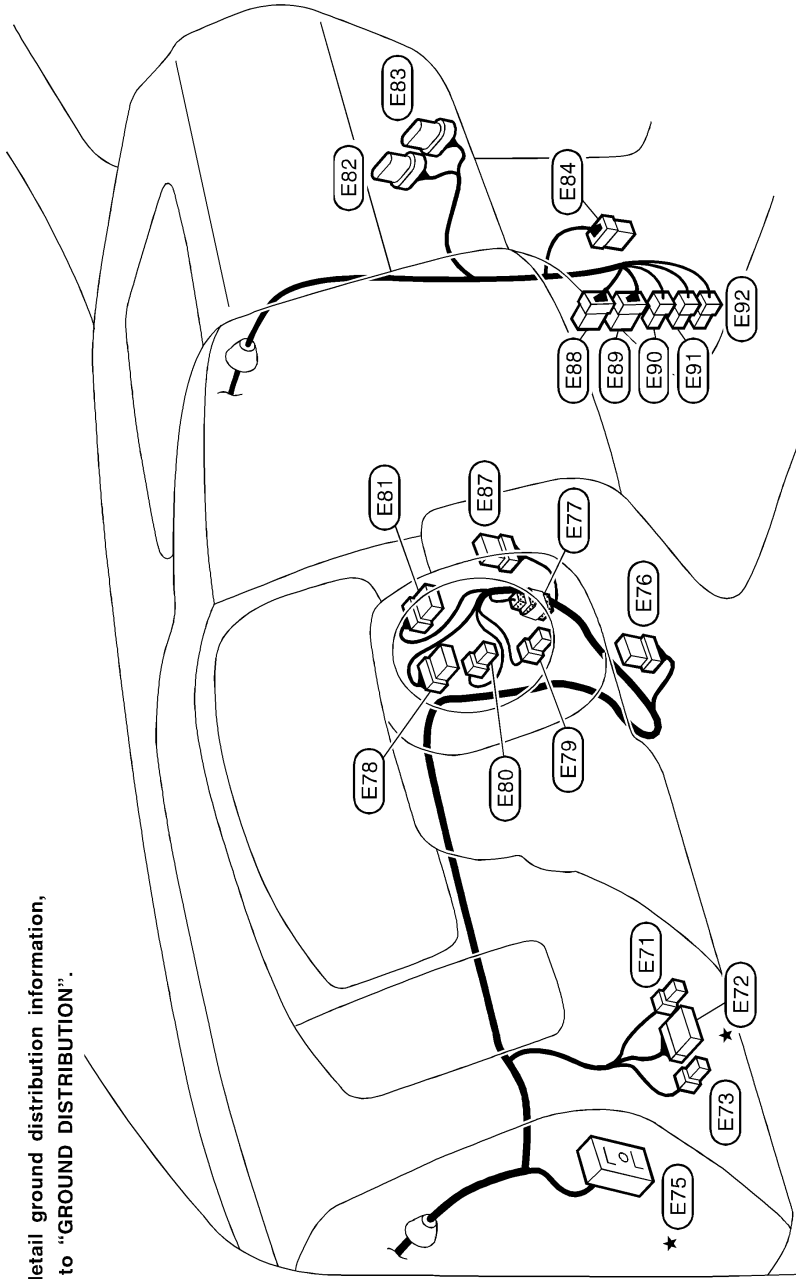 letail ground distribution information,
to “GROUND DISTRIBUTION”.
E75
★
E73
E72
★
E71
E78
E80
E79
E76
E77
E87
E81
E88
E89
E90
E91
E92
E84
E82
E83